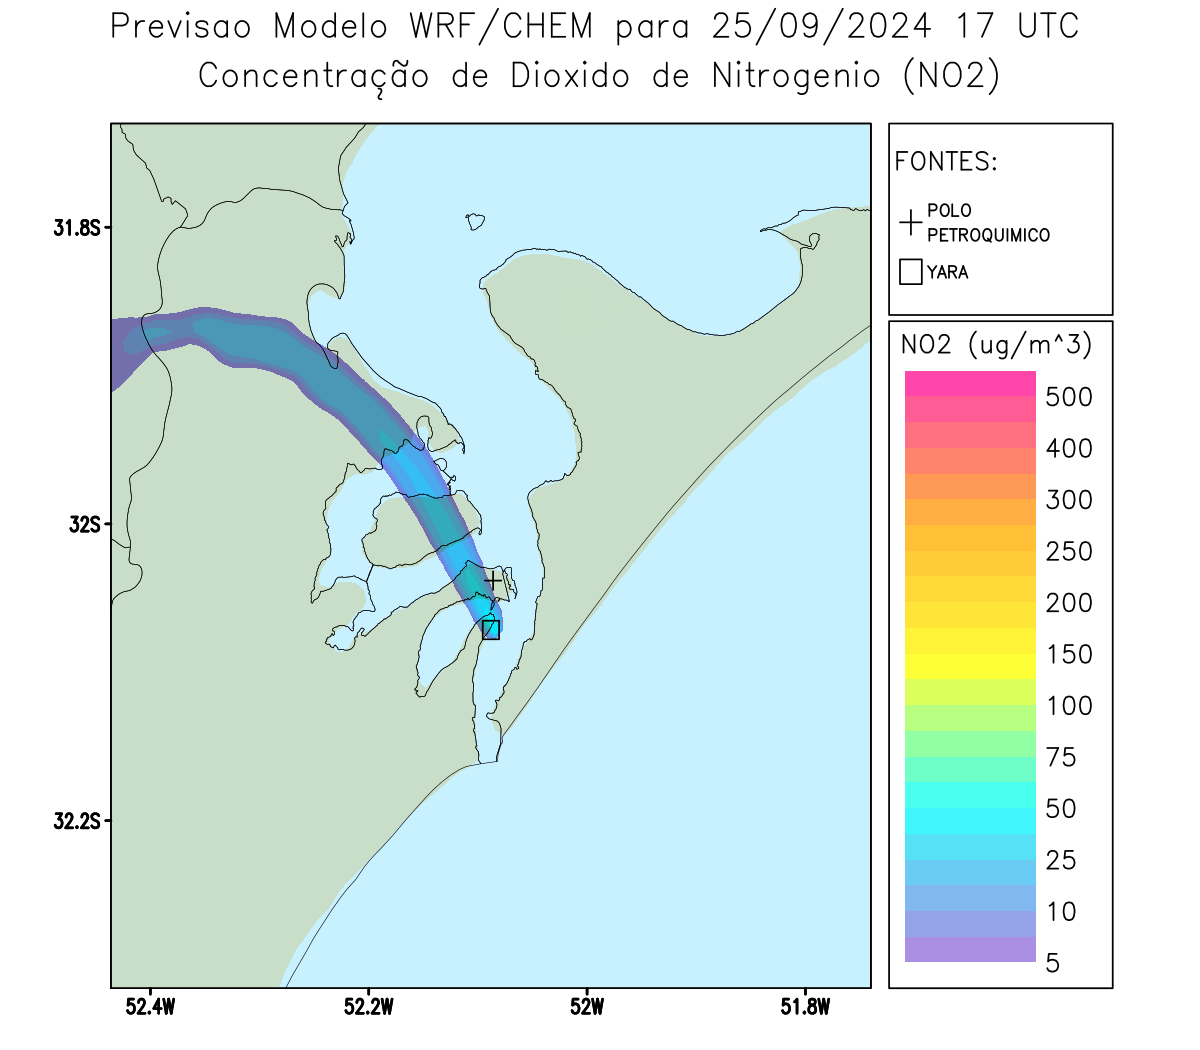 Previsao Modelo WRF/CHEM para 25/09/2024 17 UTC
Concentração de Dioxido de Nitrogenio (NO2)
FONTES:
POLO
PETROQUIMICO
YARA
31.8S
32S
32.2S
52.4W
52.2W
52W
51.8W
NO2 (ug/m^3)
500
400
300
250
200
150
100
75
50
25
10
5